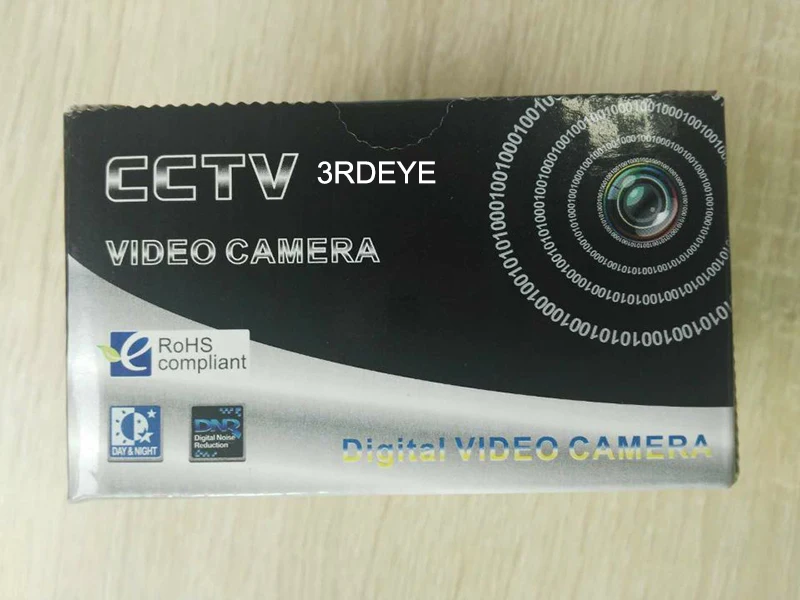 CCTV 3RDEYE
VIDEO CAMERA
e RoHS
compliant
DAY & NIGHT
DNR
Digital Noise
Reduction
Digital VIDEO CAMERA